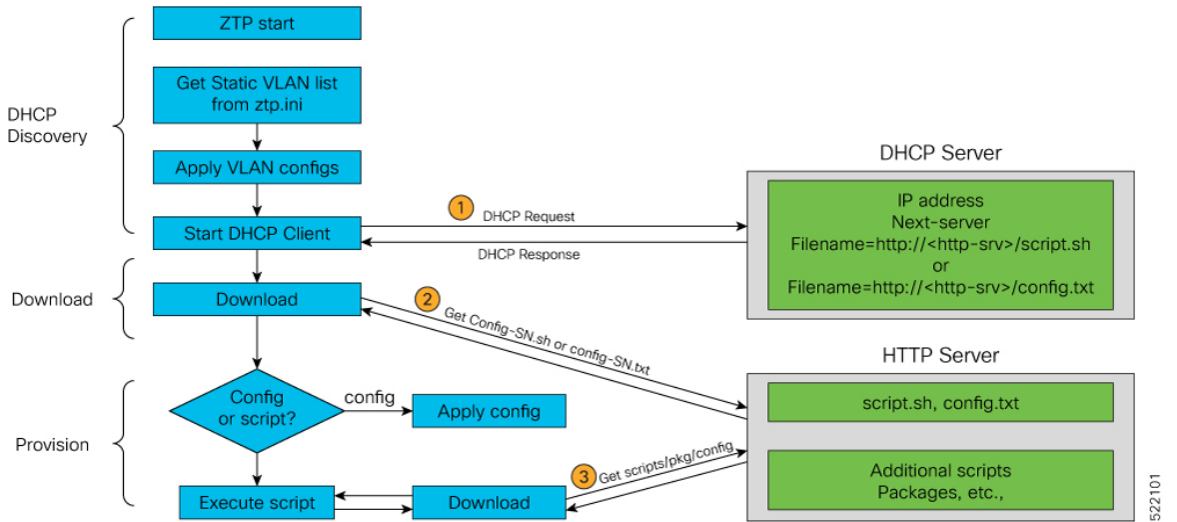 ZTP start
Get Static VLAN list
from ztp.ini
DHCP
Discovery
Apply VLAN configs
Start DHCP Client
1
DHCP Request
DHCP Response
DHCP Server
IP address
Next-server
Filename=http://<http-srv>/script.sh
or
Filename=http://<http-srv>/config.txt
Download
Download
2
Get Config-SN.sh or config-SN.txt
HTTP Server
script.sh, config.txt
Additional scripts
Packages, etc.,
Provision
Config
or script?
config
Apply config
3
Get scripts/pkg/config
Execute script
Download
522101